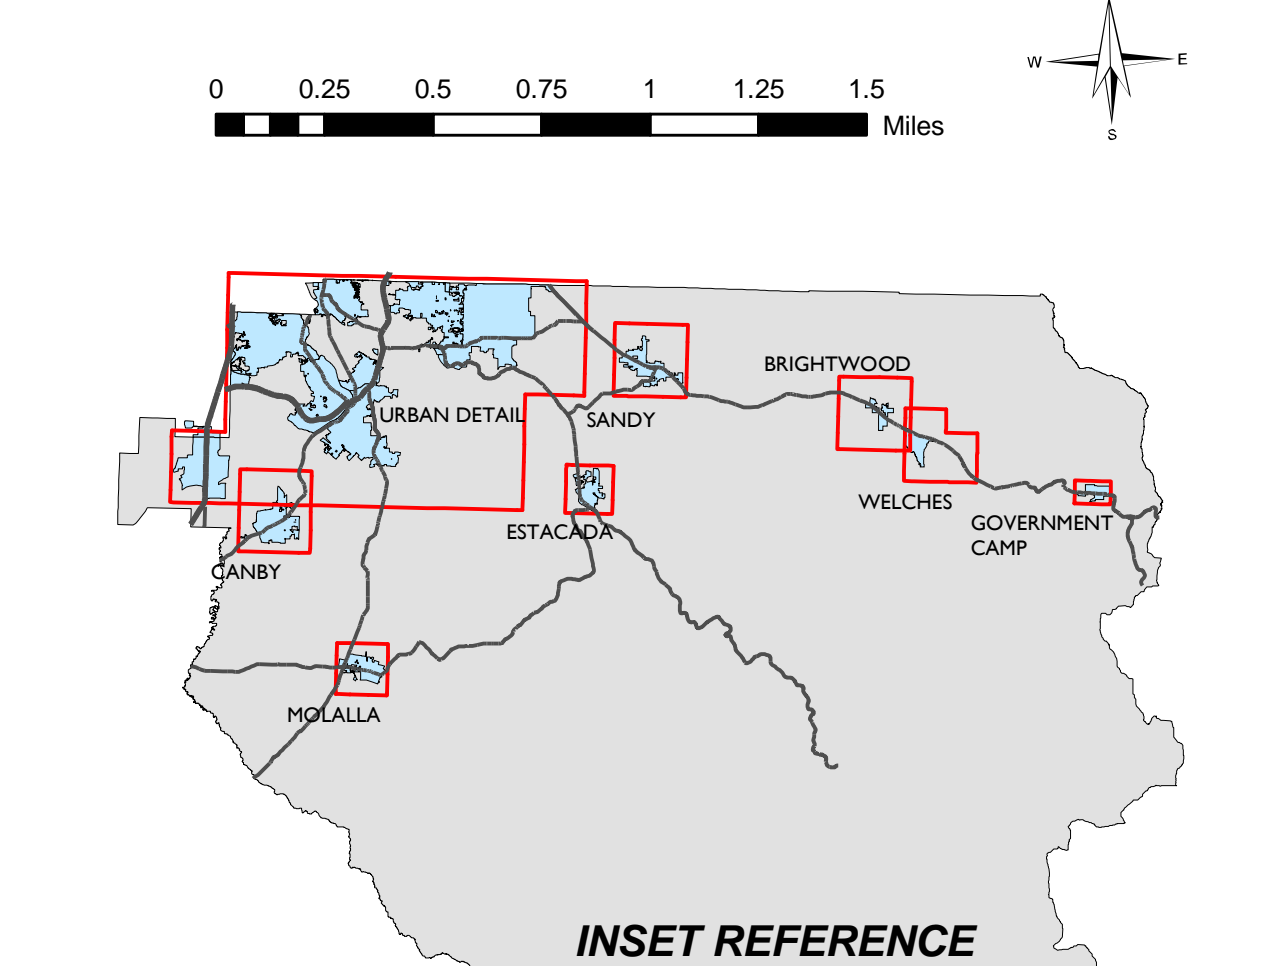 W E
S
0 0.25 0.5 0.75 1 1.25 1.5
Miles
BRIGHTWOOD
URBAN DETAIL
SANDY
WELCHES
GOVERNMENT
CAMP
ESTACADA
CANBY
MOLALLA
INSET REFERENCE